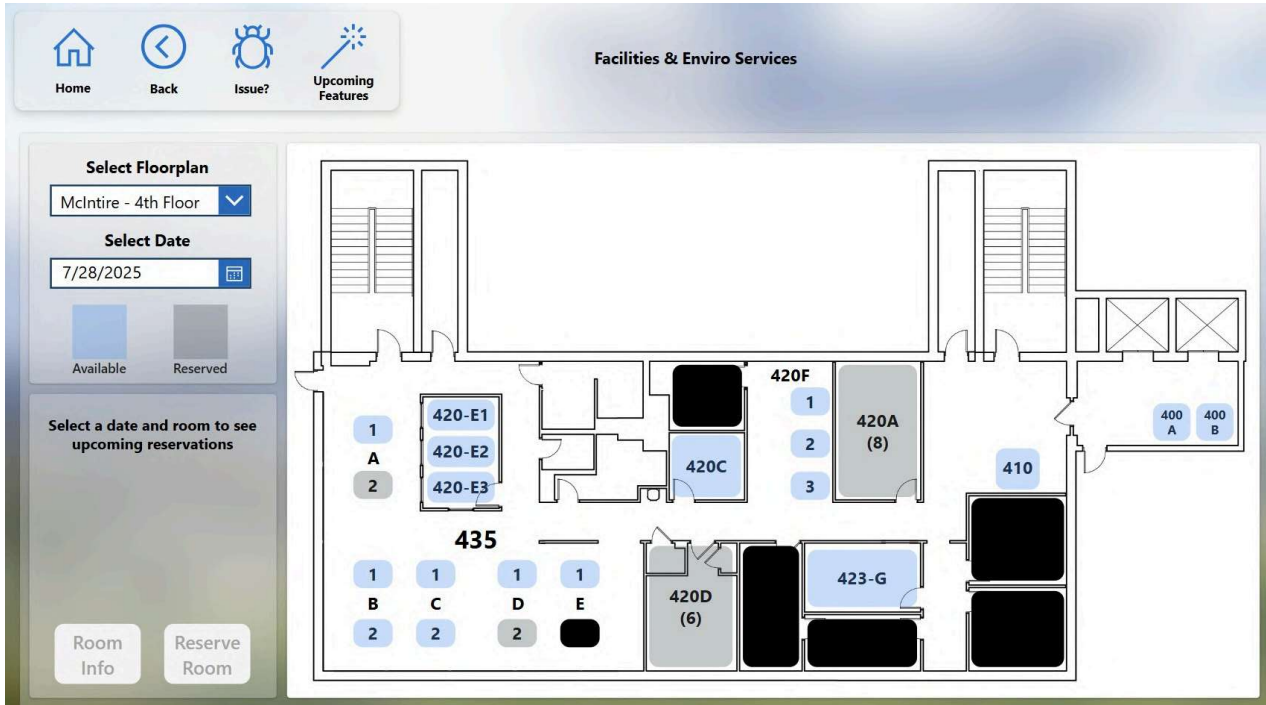 Home
Back
Issue?
Upcoming
Features
Facilities & Enviro Services
Select Floorplan
McIntire - 4th Floor
Select Date
7/28/2025
Available
Reserved
Select a date and room to see
upcoming reservations
Room
Info
Reserve
Room
1
A
2
420-E1
420-E2
420-E3
435
1
B
2
1
C
2
1
D
2
1
E
420C
420F
1
2
3
420A
(8)
420D
(6)
423-G
410
400
A
400
B